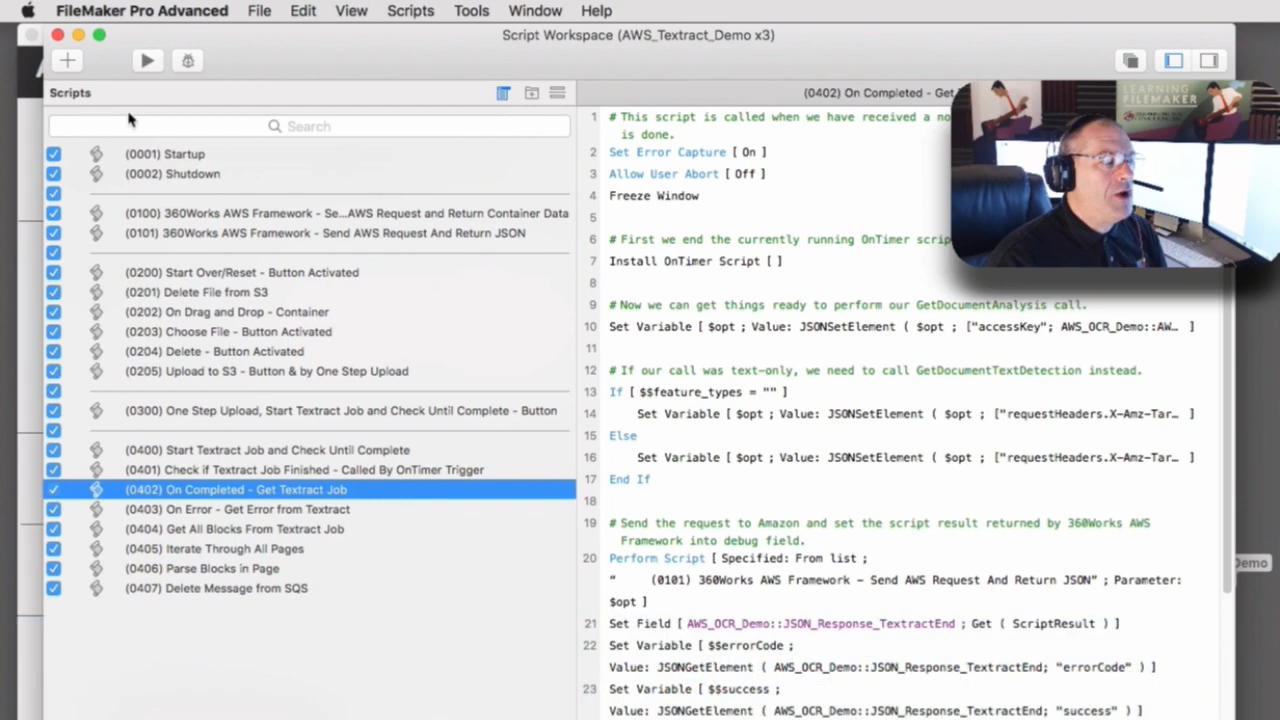 FileMaker Pro Advanced File Edit View Scripts Tools Window Help
Script Workspace (AWS_Textract_Demo x3)
Scripts
Search
(0001) Startup
(0002) Shutdown
(0100) 360Works AWS Framework - Se...AWS Request and Return Container Data
(0101) 360Works AWS Framework - Send AWS Request And Return JSON
(0200) Start Over/Reset - Button Activated
(0201) Delete File from S3
(0202) On Drag and Drop - Container
(0203) Choose File - Button Activated
(0204) Delete - Button Activated
(0205) Upload to S3 - Button & by One Step Upload
(0300) One Step Upload, Start Textract Job and Check Until Complete - Button
(0400) Start Textract Job and Check Until Complete
(0401) Check if Textract Job Finished - Called By OnTimer Trigger
(0402) On Completed - Get Textract Job
(0403) On Error - Get Error from Textract
(0404) Get All Blocks From Textract Job
(0405) Iterate Through All Pages
(0406) Parse Blocks in Page
(0407) Delete Message from SQS
(0402) On Completed - Get
1 # This script is called when we have received a no
is done.
2 Set Error Capture [ On ]
3 Allow User Abort [ Off ]
4 Freeze Window
5
6 # First we end the currently running OnTimer scrip
7 Install OnTimer Script [ ]
8
9 # Now we can get things ready to perform our GetDocumentAnalysis call.
10 Set Variable [ $opt ; Value: JSONSetElement ( $opt ; ["accessKey"; AWS_OCR_Demo::AW… ]
11
12 # If our call was text-only, we need to call GetDocumentTextDetection instead.
13 If [ $$feature_types = "" ]
14 Set Variable [ $opt ; Value: JSONSetElement ( $opt ; ["requestHeaders.X-Amz-Tar… ]
15 Else
16 Set Variable [ $opt ; Value: JSONSetElement ( $opt ; ["requestHeaders.X-Amz-Tar… ]
17 End If
18
19 # Send the request to Amazon and set the script result returned by 360Works AWS
Framework into debug field.
20 Perform Script [ Specified: From list ;
“ (0101) 360Works AWS Framework - Send AWS Request And Return JSON” ; Parameter:
$opt ]
21 Set Field [ AWS_OCR_Demo::JSON_Response_TextractEnd ; Get ( ScriptResult ) ]
22 Set Variable [ $$errorCode ;
Value: JSONGetElement ( AWS_OCR_Demo::JSON_Response_TextractEnd; "errorCode" ) ]
23 Set Variable [ $$success ;
Value: JSONGetElement ( AWS_OCR_Demo::JSON_Response_TextractEnd; "success" ) ]
LEARNING
FILEMAKER
Demo